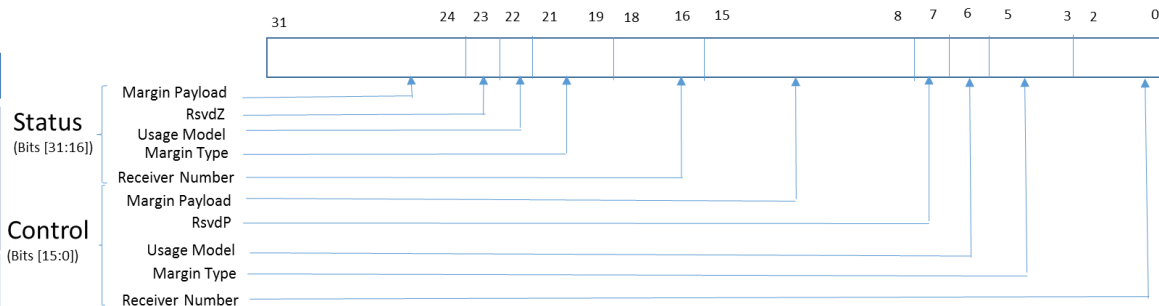 31 24 23 22 21 19 18 16 15 8 7 6 5 3 2 0
Margin Payload
RsvdZ
Status
Usage Model
(Bits [31:16])
Margin Type
Receiver Number
Margin Payload
RsvdP
Control
Usage Model
(Bits [15:0])
Margin Type
Receiver Number